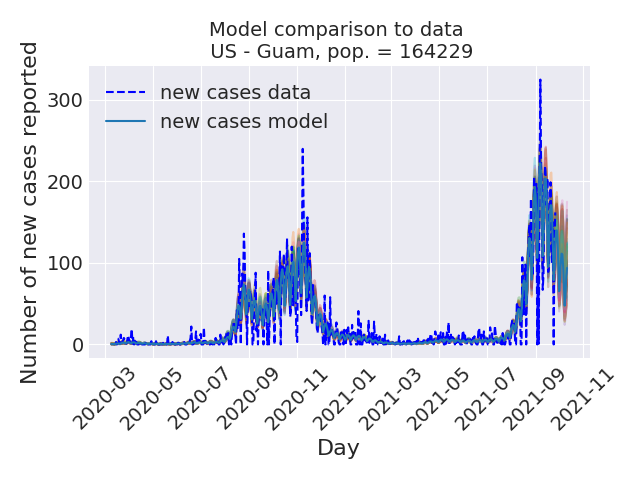 Model comparison to data
US - Guam, pop. = 164229
Number of new cases reported
300
200
100
0
new cases data
new cases model
2020-03
2020-05
2020-07
2020-09
2020-11
2021-01
2021-03
2021-05
2021-07
2021-09
2021-11
Day